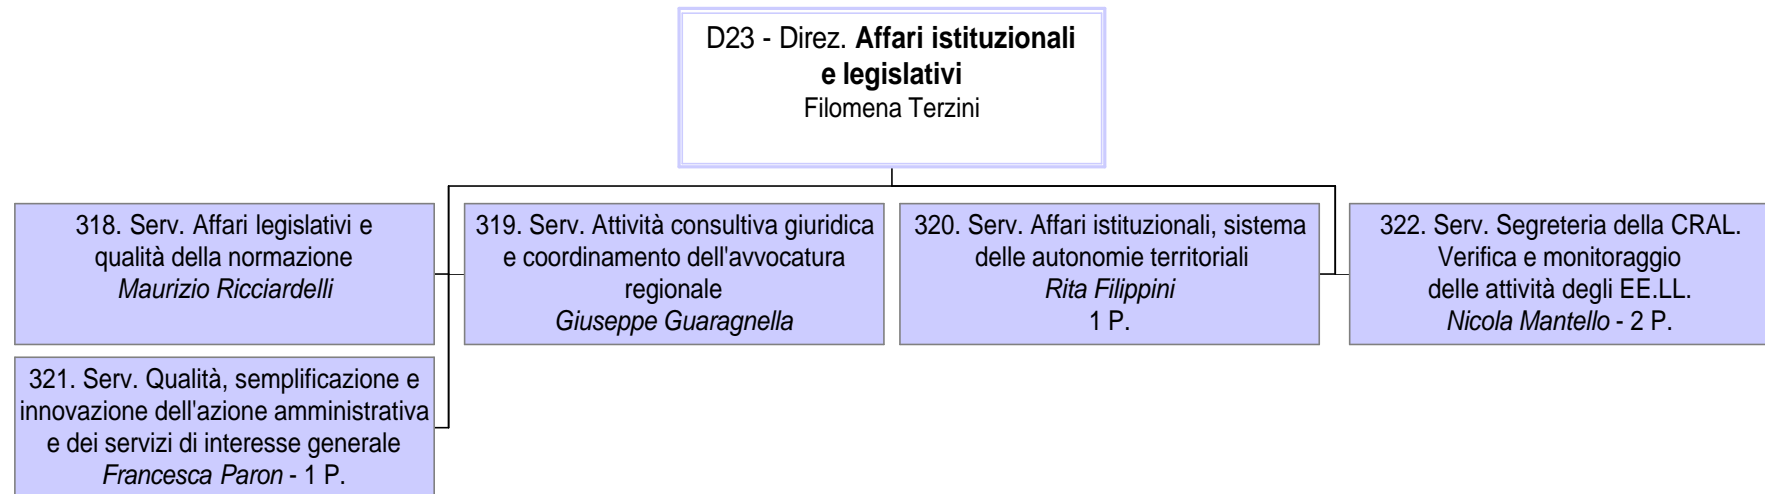 D23 - Direz. Affari istituzionali
e legislativi
Filomena Terzini
318. Serv. Affari legislativi e
qualità della normazione
Maurizio Ricciardelli
319. Serv. Attività consultiva giuridica
e coordinamento dell'avvocatura
regionale
Giuseppe Guaragnella
320. Serv. Affari istituzionali, sistema
delle autonomie territoriali
Rita Filippini
1 P.
322. Serv. Segreteria della CRAL.
Verifica e monitoraggio
delle attività degli EE.LL.
Nicola Mantello - 2 P.
321. Serv. Qualità, semplificazione e
innovazione dell'azione amministrativa
e dei servizi di interesse generale
Francesca Paron - 1 P.